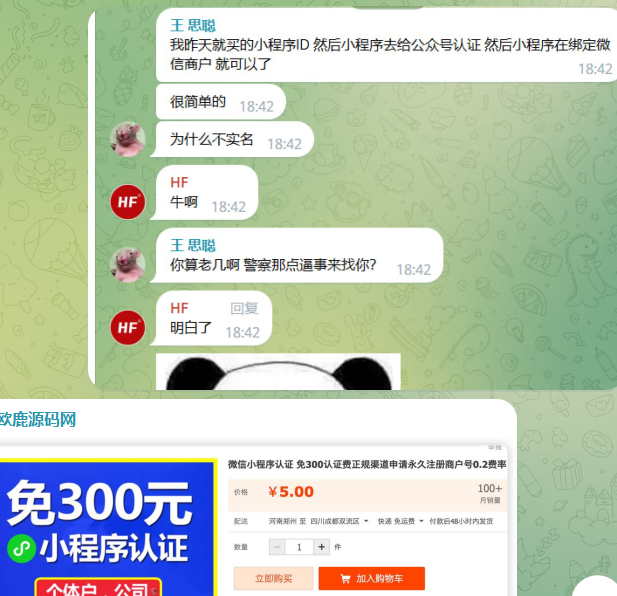 王 思聪
我昨天就买的小程序ID 然后小程序去给公众号认证 然后小程序在绑定微
信商户 就可以了
18:42
很简单的 18:42
为什么不实名 18:42
HF
HF 牛啊 18:42
王 思聪
你算老几啊 警察那点逼事来找你？ 18:42
HF 回复
HF 明白了 18:42
欧鹿源码网
微信小程序认证 免300认证费正规渠道申请永久注册商户号0.2费率
价格 ￥5.00 100+
月销量
配送 河南郑州 至 四川成都双流区 快递 免运费 付款后48小时内发货
数量 − 1 + 件
立即购买 加入购物车
免300元
小程序认证
个体户、公司